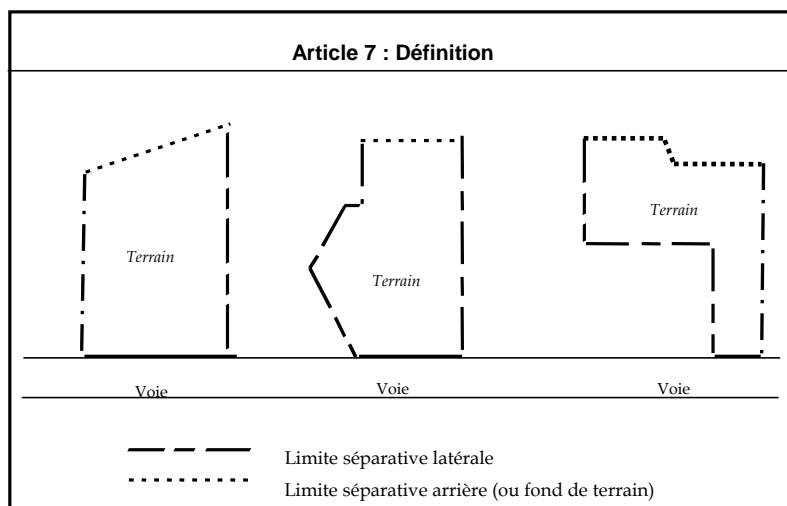 Article 7 : Définition
Terrain
Terrain
Terrain
Voie
Voie
Voie
Limite séparative latérale
Limite séparative arrière (ou fond de terrain)